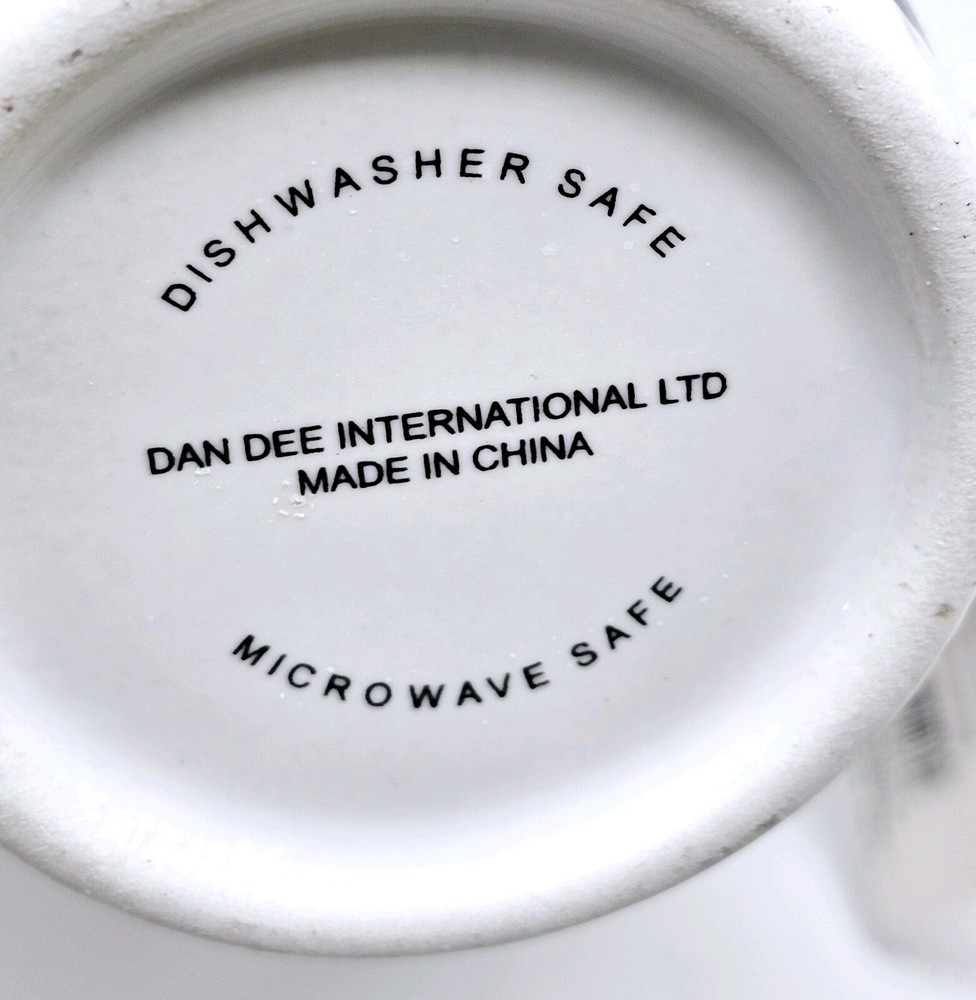 DISHWASHER SAFE
DAN DEE INTERNATIONAL LTD
MADE IN CHINA
MICROWAVE SAFE